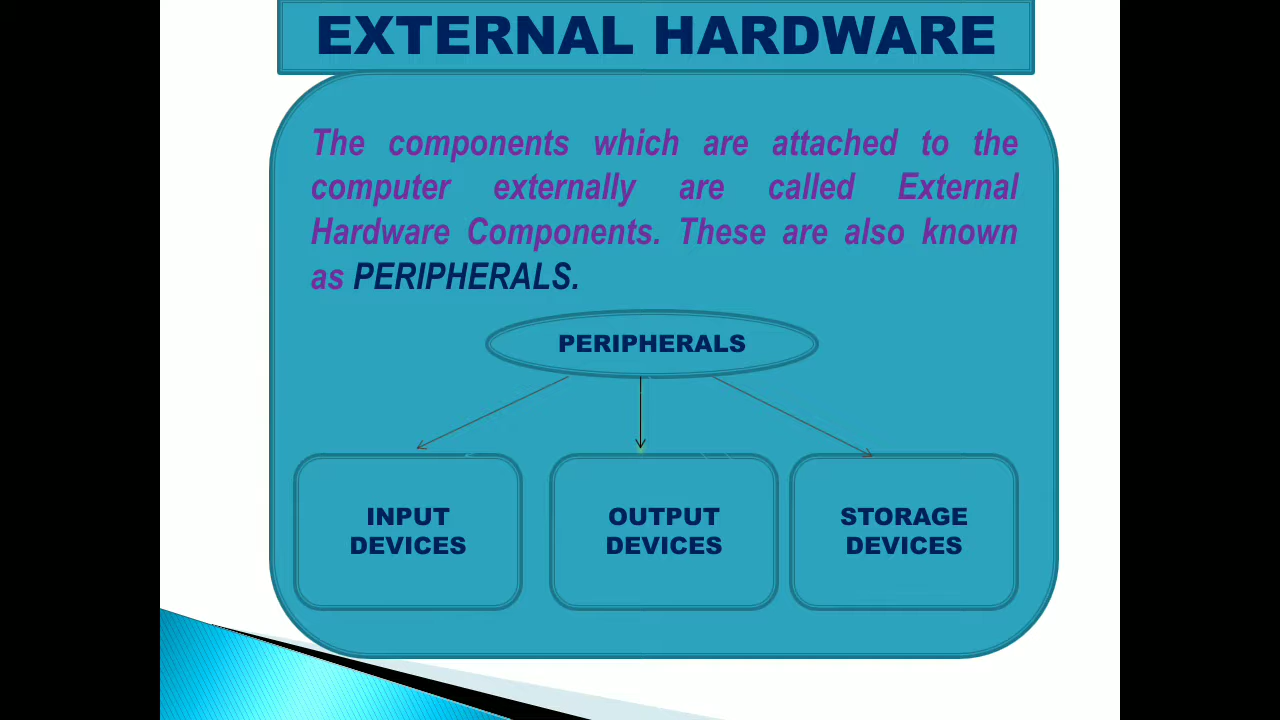 EXTERNAL HARDWARE
The components which are attached to the
computer externally are called External
Hardware Components. These are also known
as PERIPHERALS.
PERIPHERALS
INPUT
DEVICES
OUTPUT
DEVICES
STORAGE
DEVICES